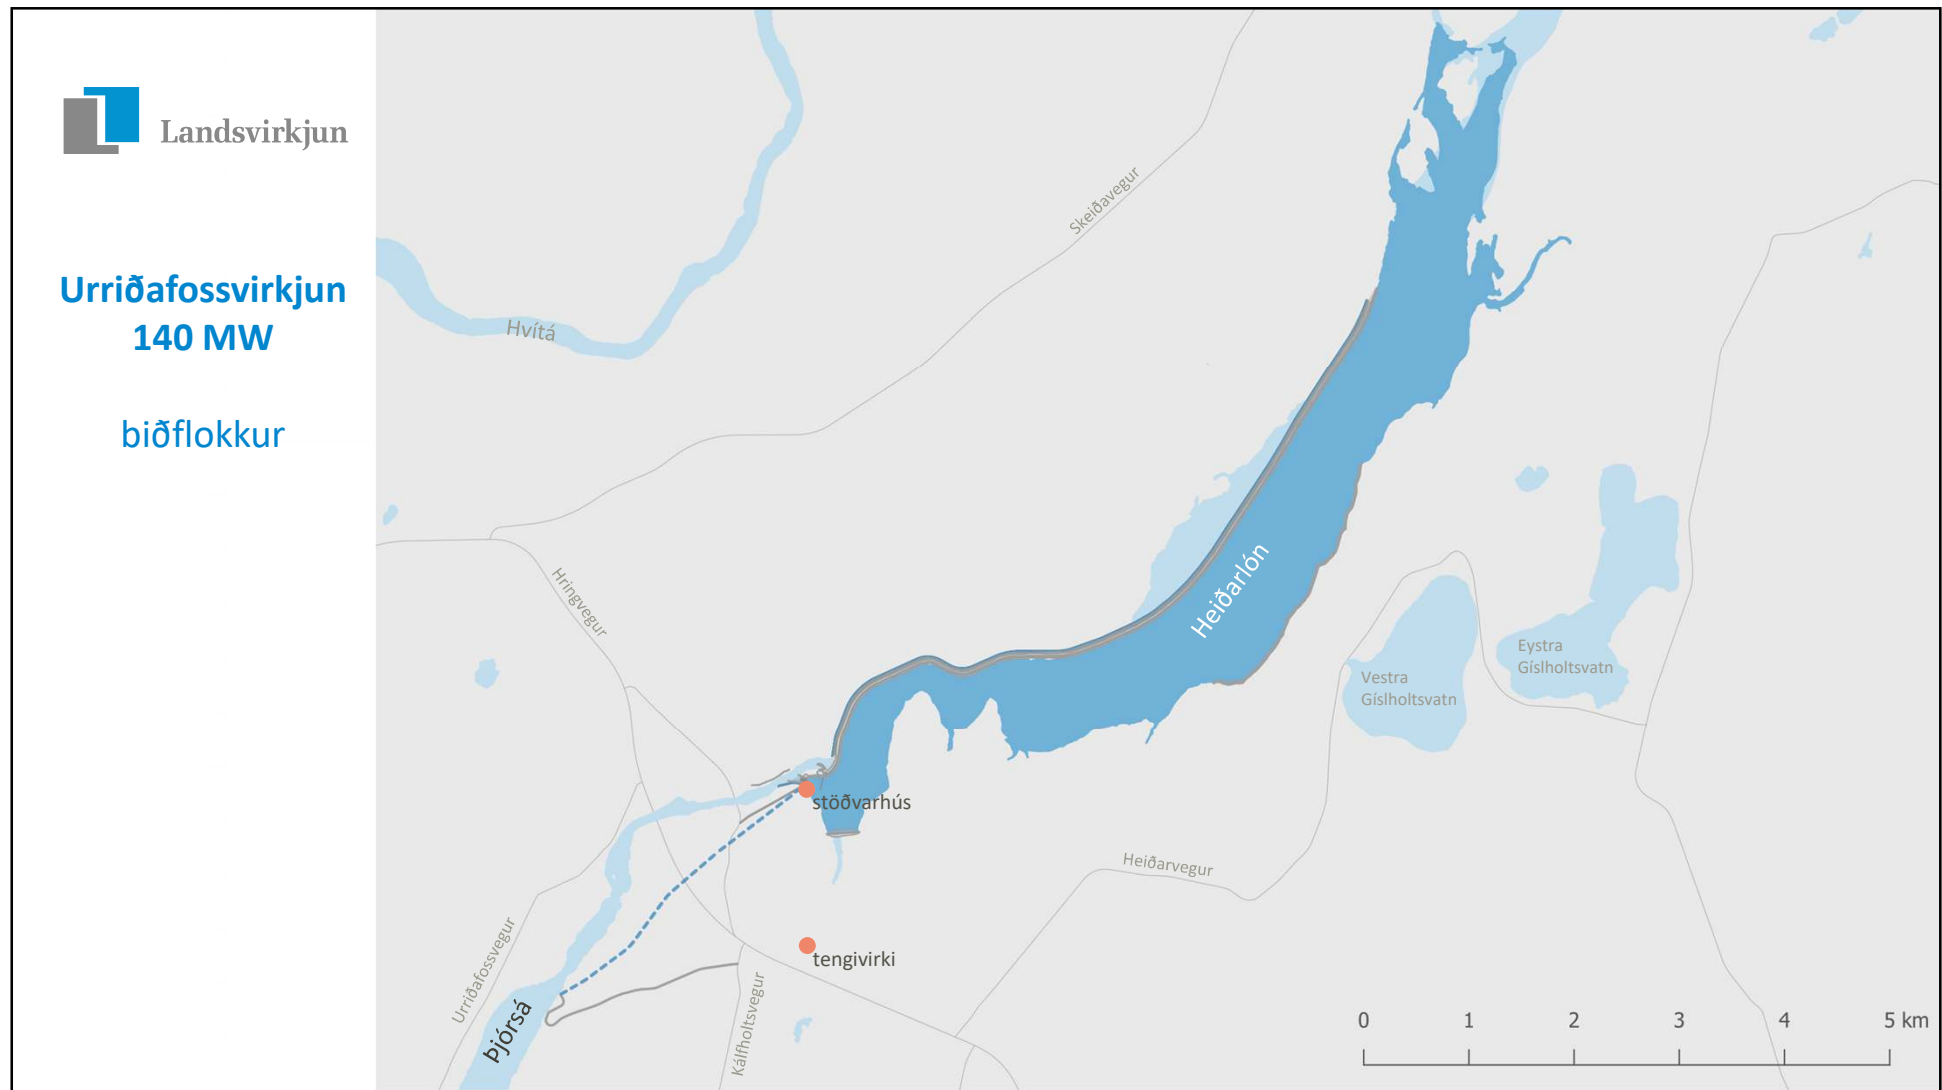 Landsvirkjun
Urriðafossvirkjun
140 MW
biðflokkur
Hvítá
Skeiðavegur
Hringvegur
Heiðarlón
Vestra
Gíslholtsvatn
Eystra
Gíslholtsvatn
stöðvarhús
Heiðarvegur
tengivirki
Urriðafossvegur
Þjórsá
Kálfholtsvegur
0 1 2 3 4 5 km